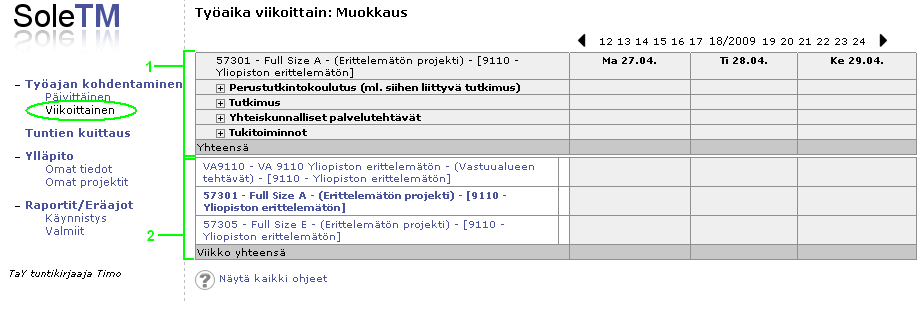 SoleTM
Työaika viikoittain: Muokkaus
12 13 14 15 16 17 18/2009 19 20 21 22 23 24
1
57301 - Full Size A - (Erittelemätön projekti) - [9110 -
Yliopiston erittelemätön]
Ma 27.04.
Ti 28.04.
Ke 29.04.
Perustutkintokoulutus (ml. siihen liittyvä tutkimus)
Tutkimus
Yhteiskunnalliset palvelutehtävät
Tukitoiminnot
Yhteensä
– Työajan kohdentaminen
Päivittäinen
Viikoittainen
Tuntien kuittaus
– Ylläpito
Omat tiedot
Omat projektit
– Raportit/Eräajot
Käynnistys
Valmiit
TaY tuntikirjaaja Timo
VA9110 - VA 9110 Yliopiston erittelemätön - (Vastuualueen
tehtävät) - [9110 - Yliopiston erittelemätön]
57301 - Full Size A - (Erittelemätön projekti) - [9110 -
Yliopiston erittelemätön]
2
57305 - Full Size E - (Erittelemätön projekti) - [9110 -
Yliopiston erittelemätön]
Viikko yhteensä
? Näytä kaikki ohjeet